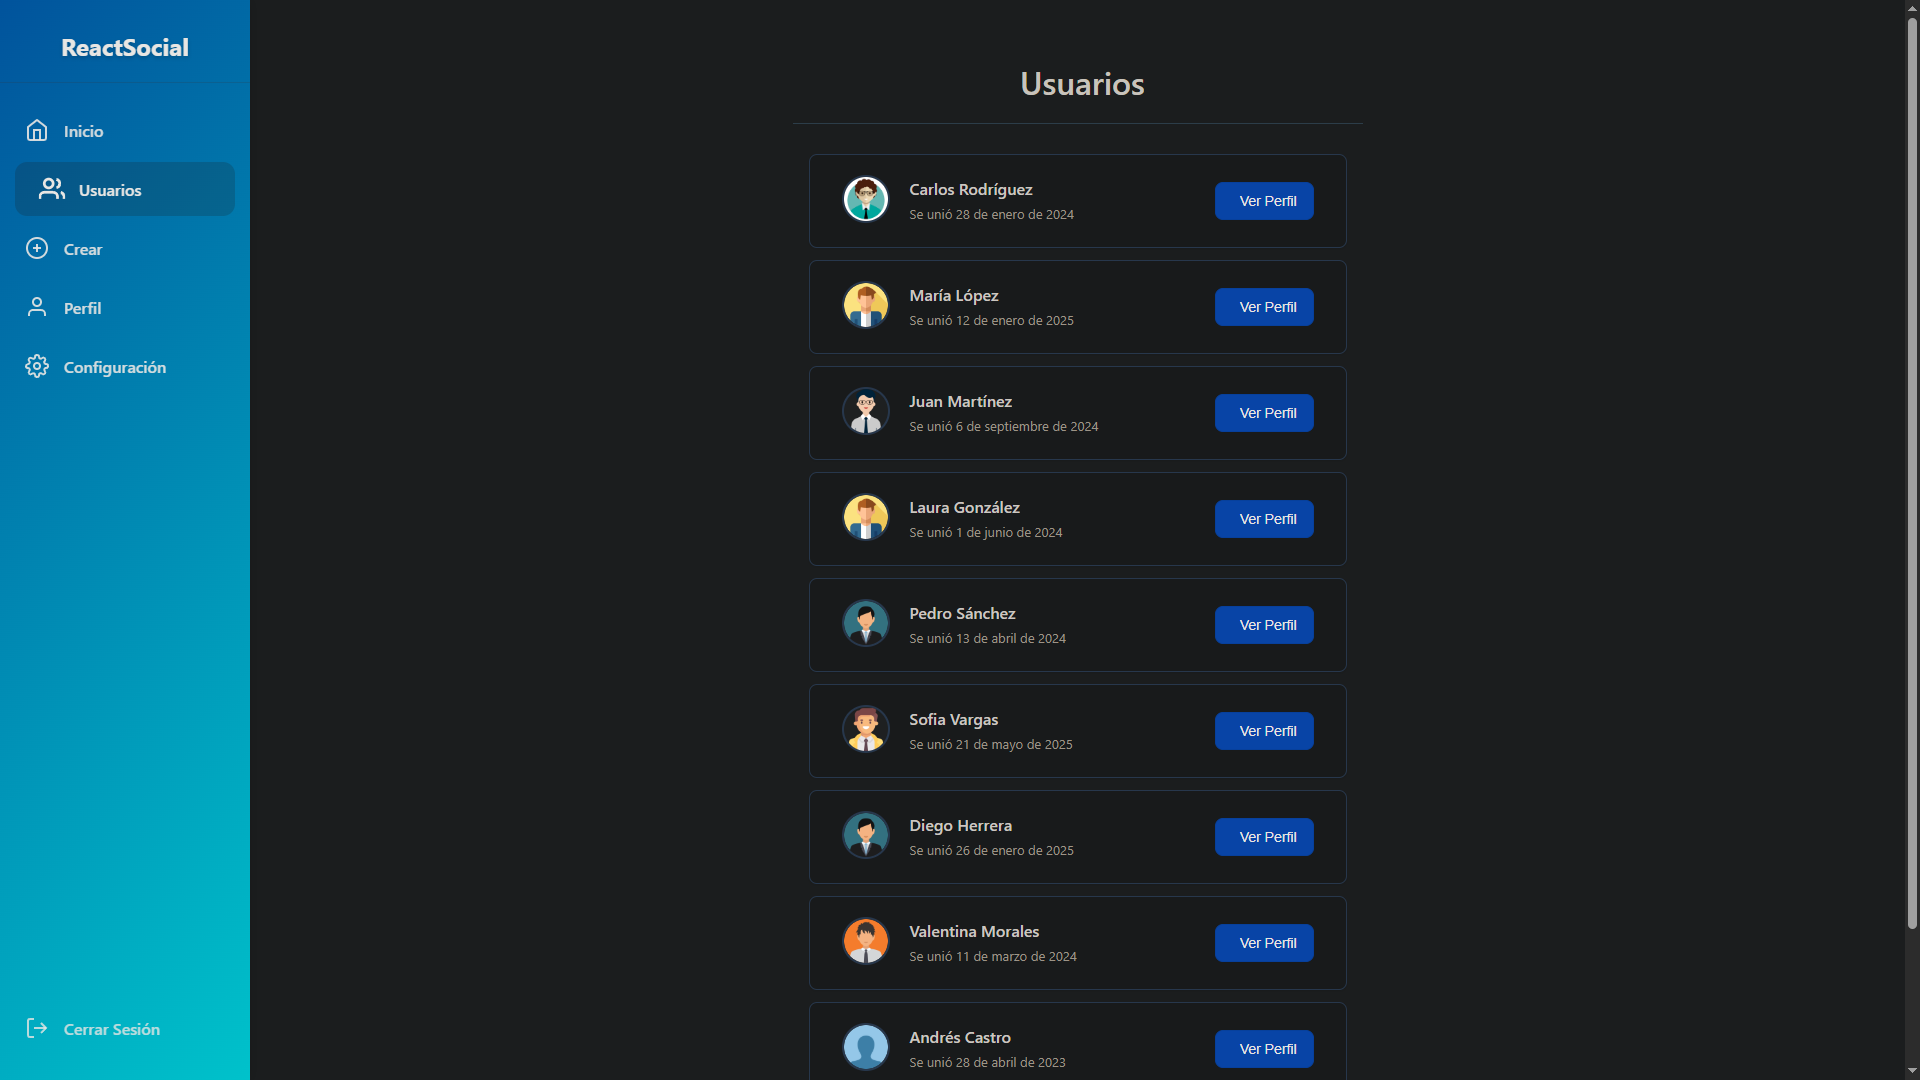 ReactSocial
Inicio
Usuarios
Crear
Perfil
Configuración
Cerrar Sesión
Usuarios
Carlos Rodríguez
Se unió 28 de enero de 2024
Ver Perfil
María López
Se unió 12 de enero de 2025
Ver Perfil
Juan Martínez
Se unió 6 de septiembre de 2024
Ver Perfil
Laura González
Se unió 1 de junio de 2024
Ver Perfil
Pedro Sánchez
Se unió 13 de abril de 2024
Ver Perfil
Sofia Vargas
Se unió 21 de mayo de 2025
Ver Perfil
Diego Herrera
Se unió 26 de enero de 2025
Ver Perfil
Valentina Morales
Se unió 11 de marzo de 2024
Ver Perfil
Andrés Castro
Se unió 28 de abril de 2023
Ver Perfil